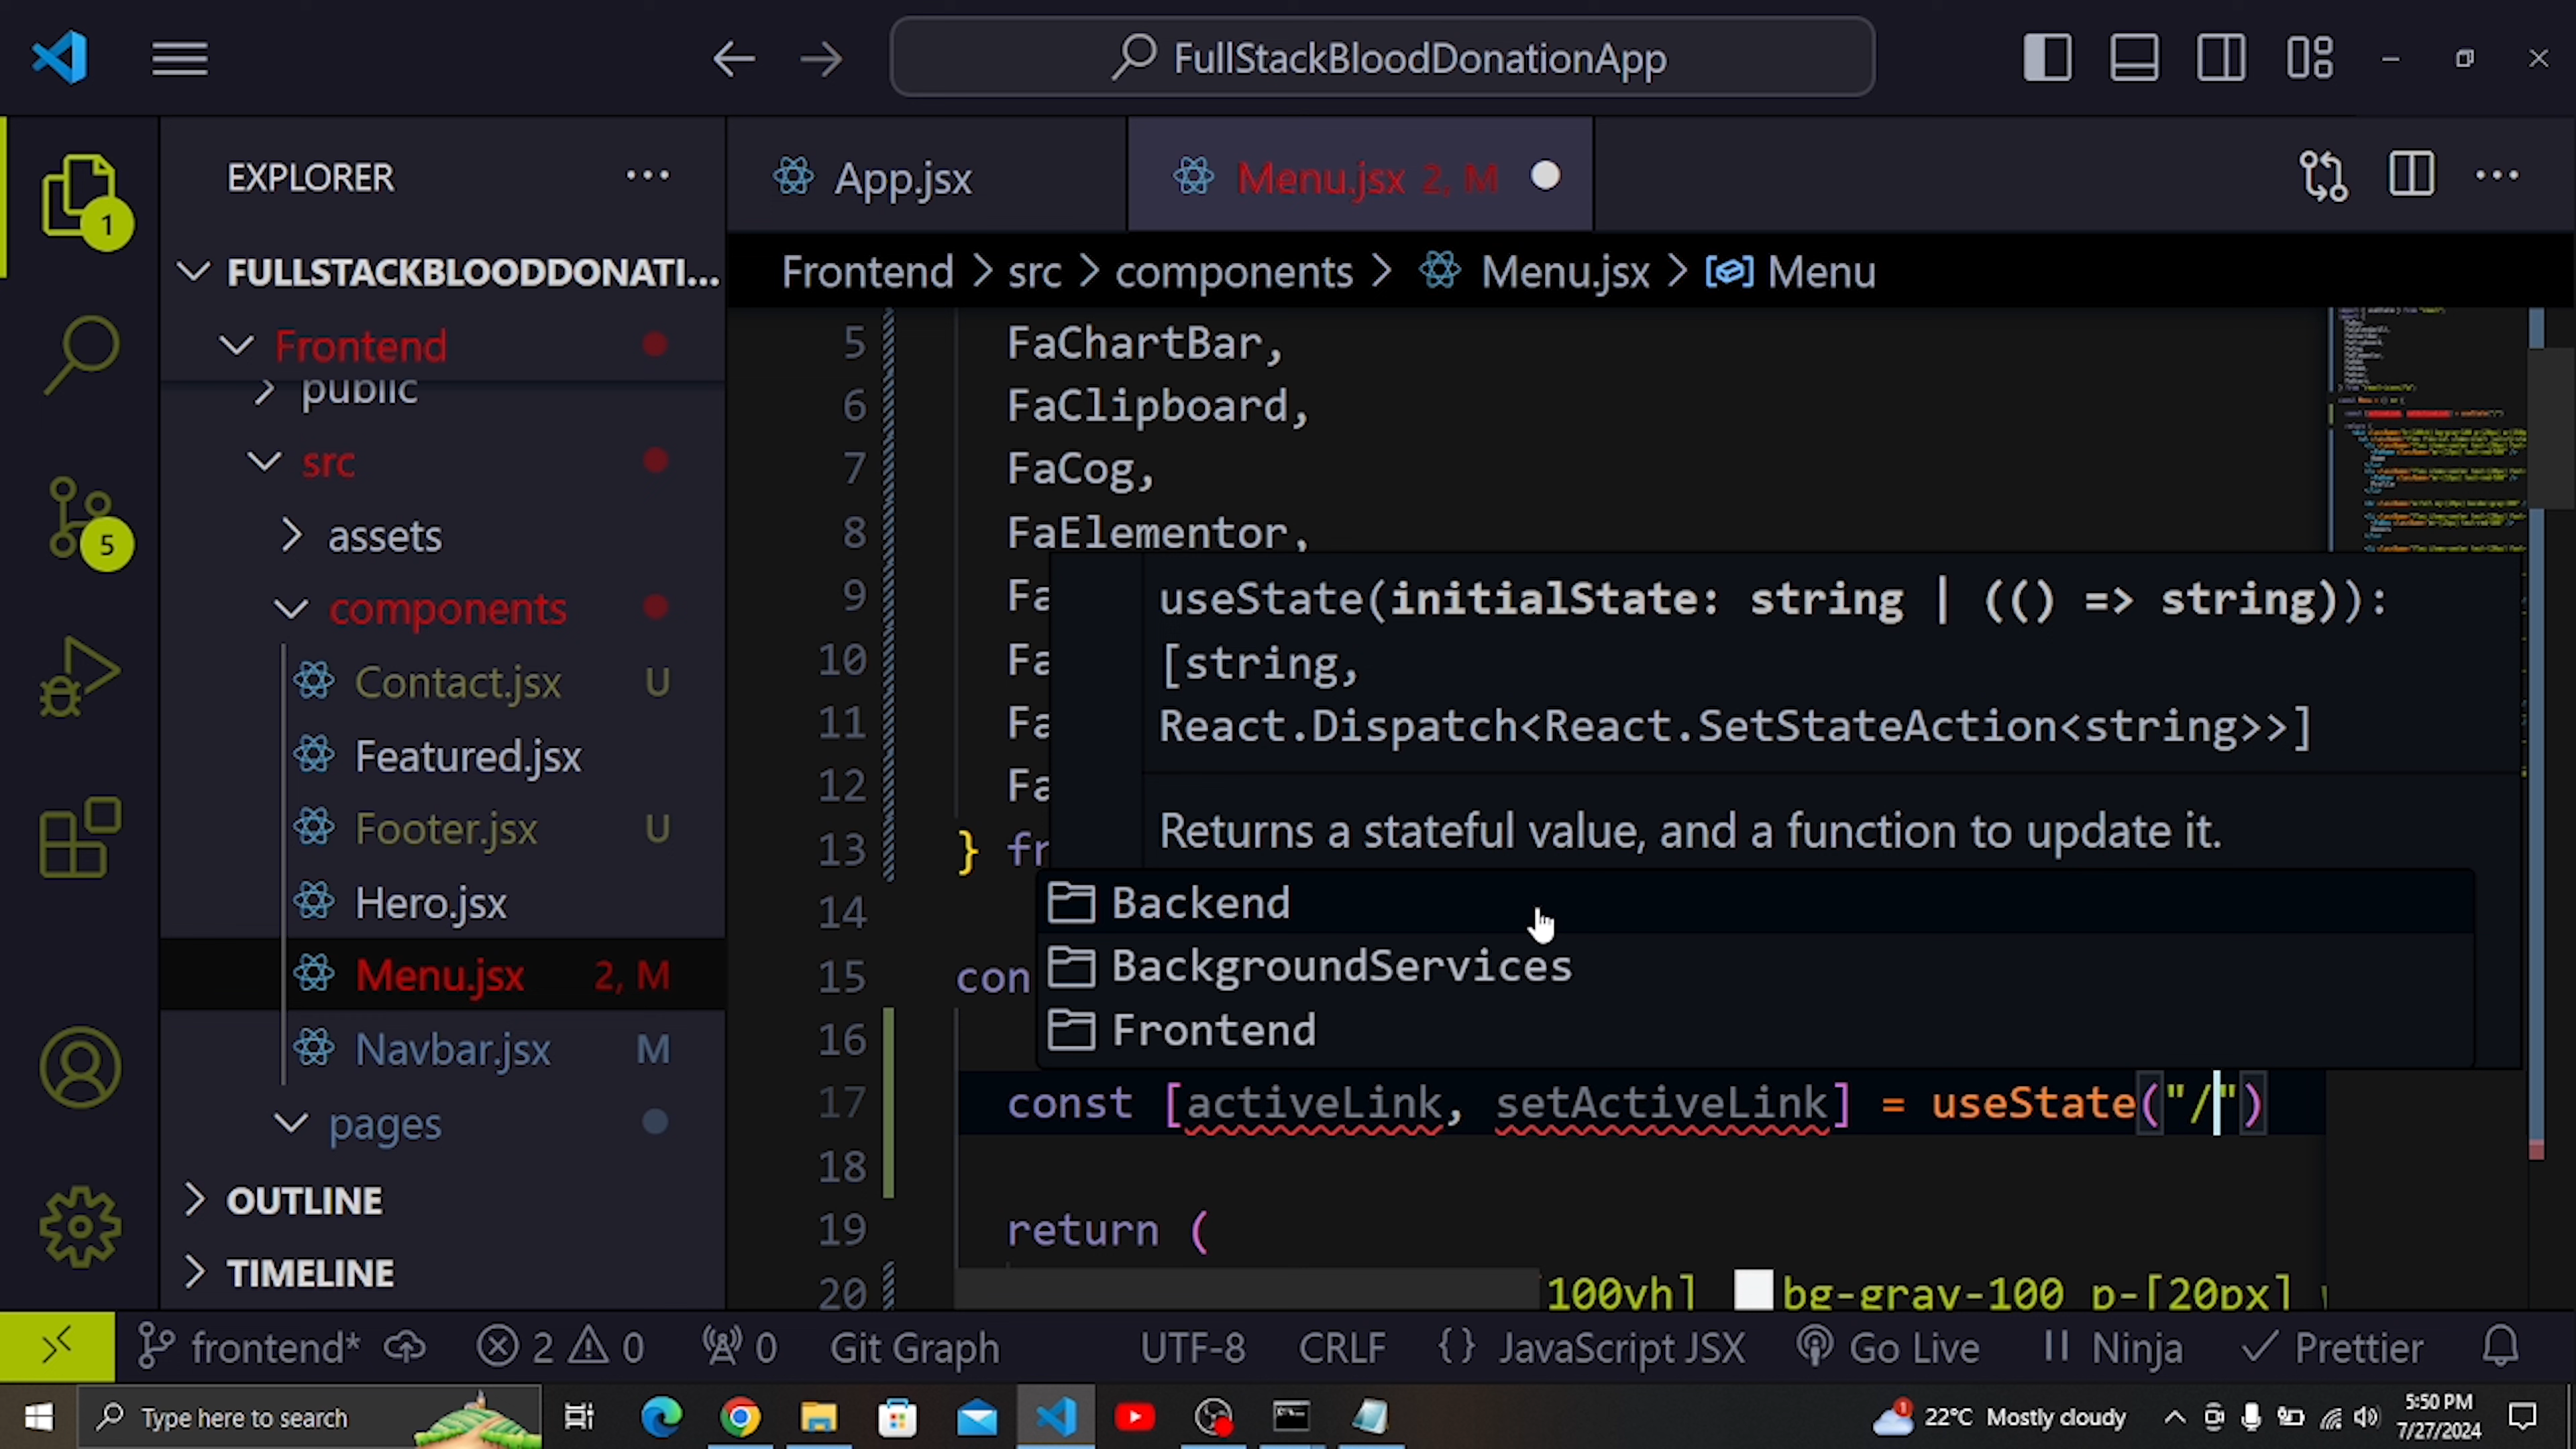 FullStackBloodDonationApp
EXPLORER
App.jsx
Menu.jsx 2, M
1
FULLSTACKBLOODDONATI...
Frontend > src > components > Menu.jsx > Menu
Frontend
public
src
assets
5
components
Contact.jsx U
Featured.jsx
Footer.jsx U
Hero.jsx
Menu.jsx 2, M
Navbar.jsx M
pages
OUTLINE
TIMELINE
5 FaChartBar,
6 FaClipboard,
7 FaCog,
8 FaElementor,
9 Fa
10 Fa
11 Fa
12 Fa
13 } fr
14
15 con
16
17 const [activeLink, setActiveLink] = useState("/")
18
19 return (
20 100vh] bg-gray-100 p-[20px]
useState(initialState: string | (() => string)):
[string,
React.Dispatch<React.SetStateAction<string>>]
Returns a stateful value, and a function to update it.
Backend
BackgroundServices
Frontend
frontend* 2 0 0 Git Graph UTF-8 CRLF {} JavaScript JSX Go Live Ninja Prettier
Type here to search
1
22°C Mostly cloudy
5:50 PM
7/27/2024